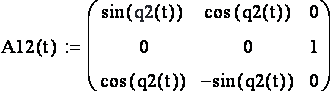 sin(q2(t)) cos(q2(t)) 0
A12(t) := 0 0 1
cos(q2(t)) -sin(q2(t)) 0